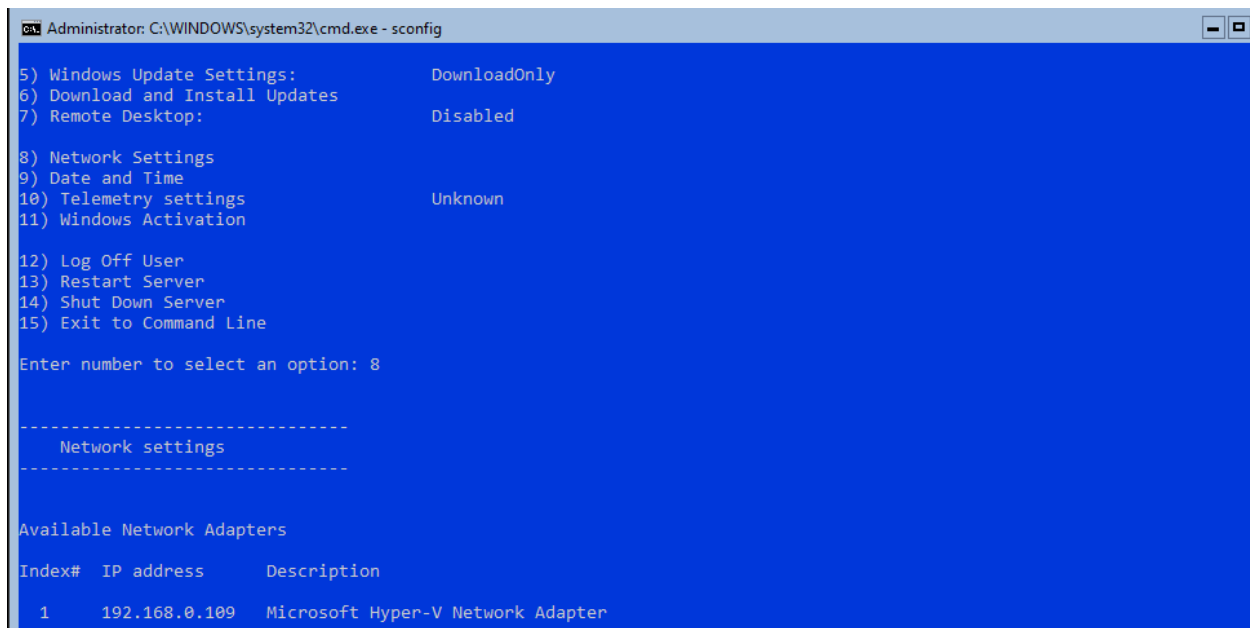 Administrator: C:\WINDOWS\system32\cmd.exe - sconfig
5) Windows Update Settings: DownloadOnly
6) Download and Install Updates
7) Remote Desktop: Disabled
8) Network Settings
9) Date and Time
10) Telemetry settings Unknown
11) Windows Activation
12) Log Off User
13) Restart Server
14) Shut Down Server
15) Exit to Command Line
Enter number to select an option: 8
--------------------------------
Network settings
--------------------------------
Available Network Adapters
Index# IP address Description
1 192.168.0.109 Microsoft Hyper-V Network Adapter